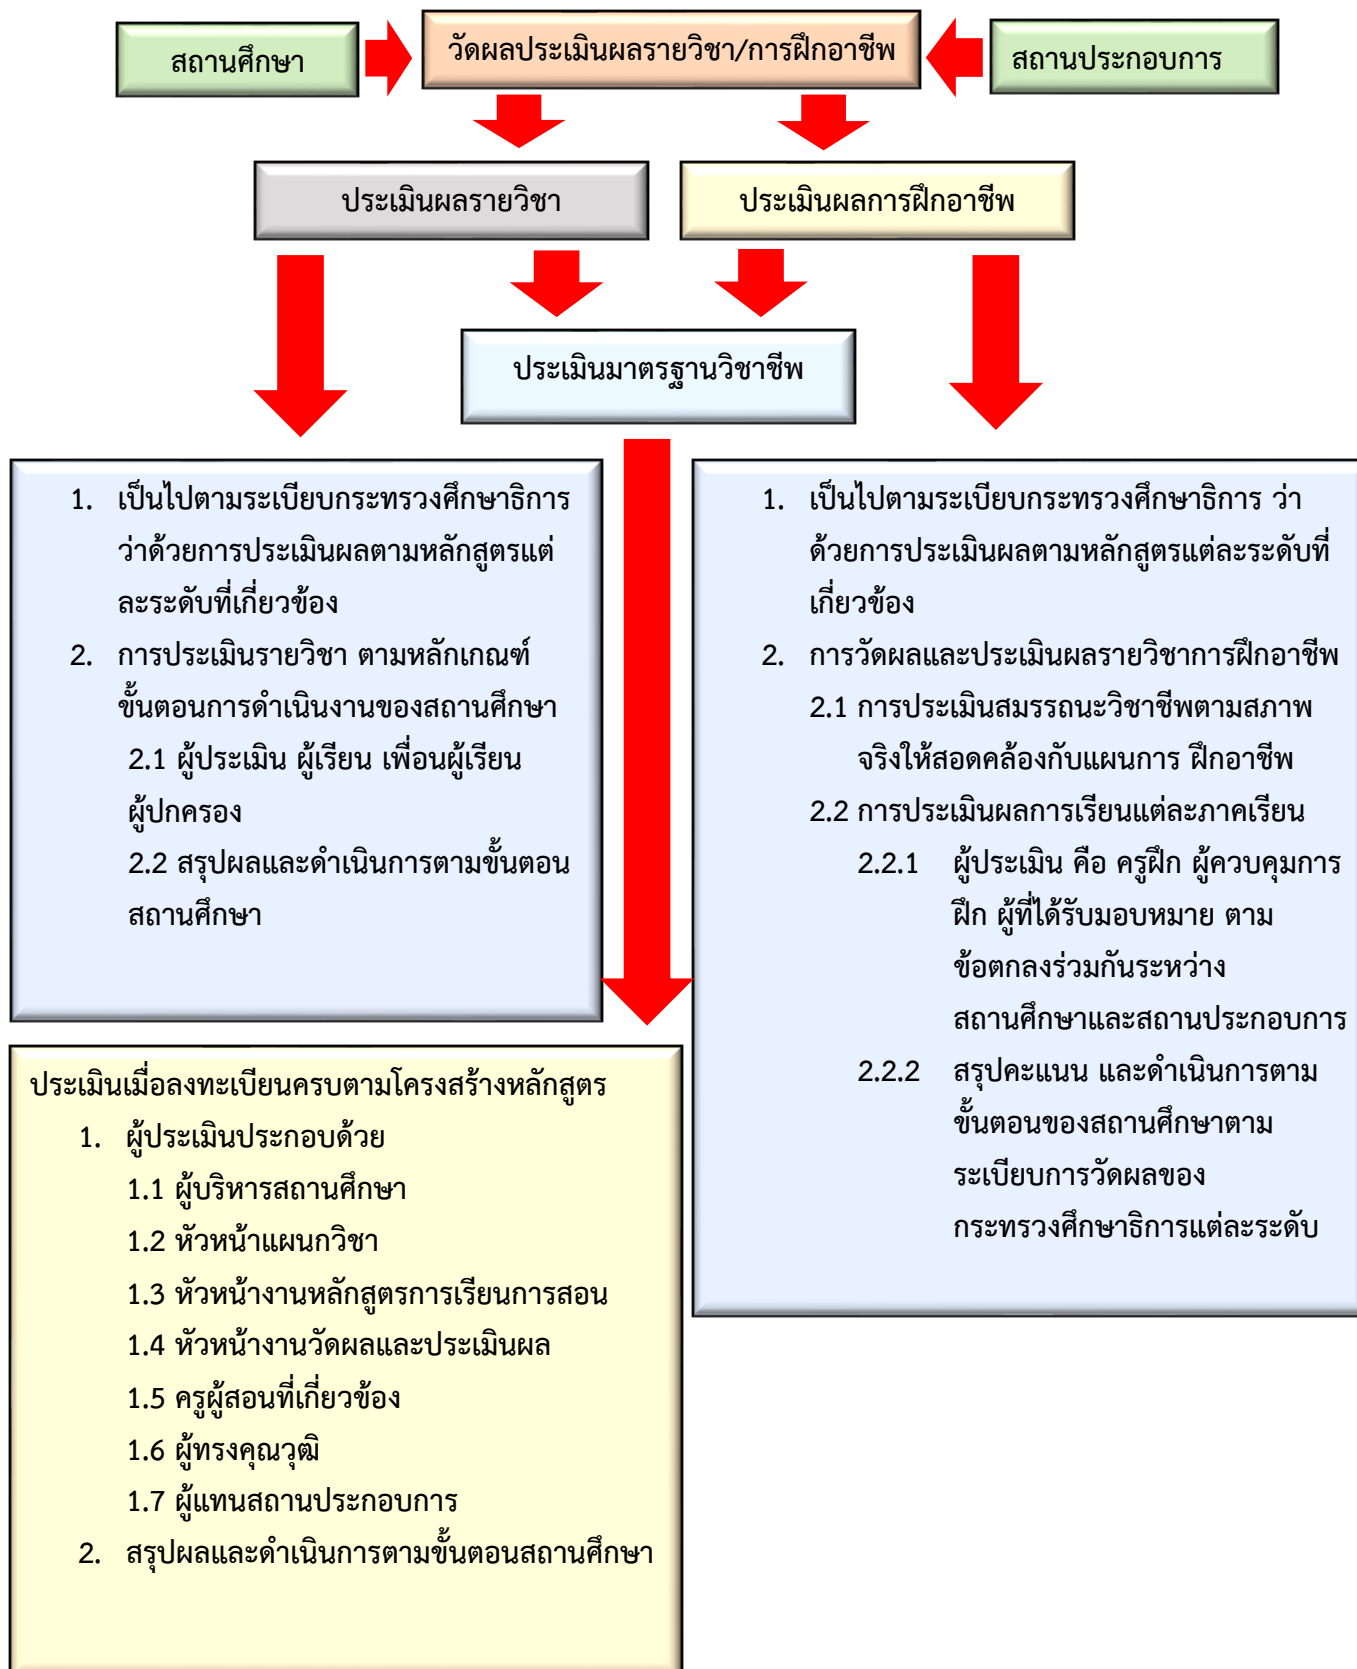 สถานศึกษา
วัดผลประเมินผลรายวิชา/การฝึกอาชีพ
สถานประกอบการ
ประเมินผลรายวิชา
ประเมินผลการฝึกอาชีพ
ประเมินมาตรฐานวิชาชีพ
1. เป็นไปตามระเบียบกระทรวงศึกษาธิการ
ว่าด้วยการประเมินผลตามหลักสูตรแต่
ละระดับที่เกี่ยวข้อง
2. การประเมินรายวิชา ตามหลักเกณฑ์
ขั้นตอนการดำเนินงานของสถานศึกษา
2.1 ผู้ประเมิน ผู้เรียน เพื่อนผู้เรียน
ผู้ปกครอง
2.2 สรุปผลและดำเนินการตามขั้นตอน
สถานศึกษา
1. เป็นไปตามระเบียบกระทรวงศึกษาธิการ ว่า
ด้วยการประเมินผลตามหลักสูตรแต่ละระดับที่
เกี่ยวข้อง
2. การวัดผลและประเมินผลรายวิชาการฝึกอาชีพ
2.1 การประเมินสมรรถนะวิชาชีพตามสภาพ
จริงให้สอดคล้องกับแผนการ ฝึกอาชีพ
2.2 การประเมินผลการเรียนแต่ละภาคเรียน
2.2.1 ผู้ประเมิน คือ ครูฝึก ผู้ควบคุมการ
ฝึก ผู้ที่ได้รับมอบหมาย ตาม
ข้อตกลงร่วมกันระหว่าง
สถานศึกษาและสถานประกอบการ
2.2.2 สรุปคะแนน และดำเนินการตาม
ขั้นตอนของสถานศึกษาตาม
ระเบียบการวัดผลของ
กระทรวงศึกษาธิการแต่ละระดับ
ประเมินเมื่อลงทะเบียนครบตามโครงสร้างหลักสูตร
1. ผู้ประเมินประกอบด้วย
1.1 ผู้บริหารสถานศึกษา
1.2 หัวหน้าแผนกวิชา
1.3 หัวหน้างานหลักสูตรการเรียนการสอน
1.4 หัวหน้างานวัดผลและประเมินผล
1.5 ครูผู้สอนที่เกี่ยวข้อง
1.6 ผู้ทรงคุณวุฒิ
1.7 ผู้แทนสถานประกอบการ
2. สรุปผลและดำเนินการตามขั้นตอนสถานศึกษา